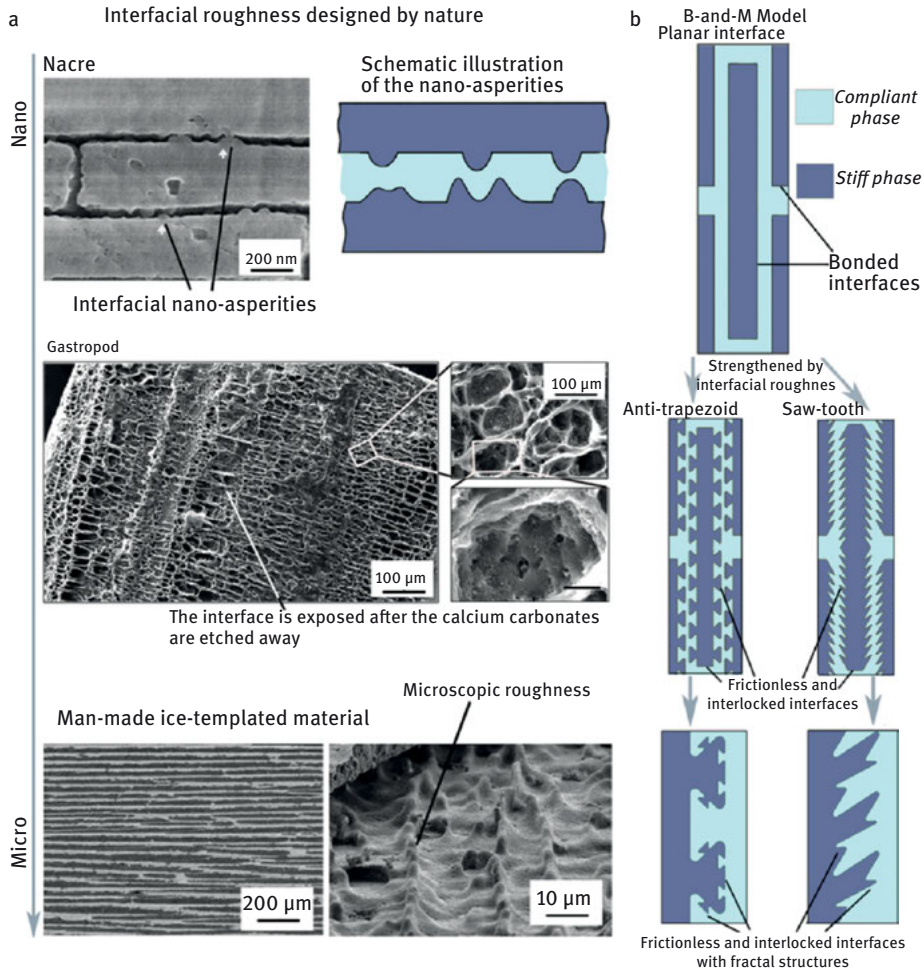 a
Interfacial roughness designed by nature
Nano
Nacre
200 nm
Interfacial nano-asperities
Schematic illustration
of the nano-asperities
Gastropod
100 µm
100 µm
The interface is exposed after the calcium carbonates
are etched away
Micro
Man-made ice-templated material
Microscopic roughness
200 µm
10 µm
b
B-and-M Model
Planar interface
Compliant
phase
Stiff phase
Bonded
interfaces
Strengthened by
interfacial roughnes
Anti-trapezoid
Saw-tooth
Frictionless and
interlocked interfaces
Frictionless and interlocked interfaces
with fractal structures